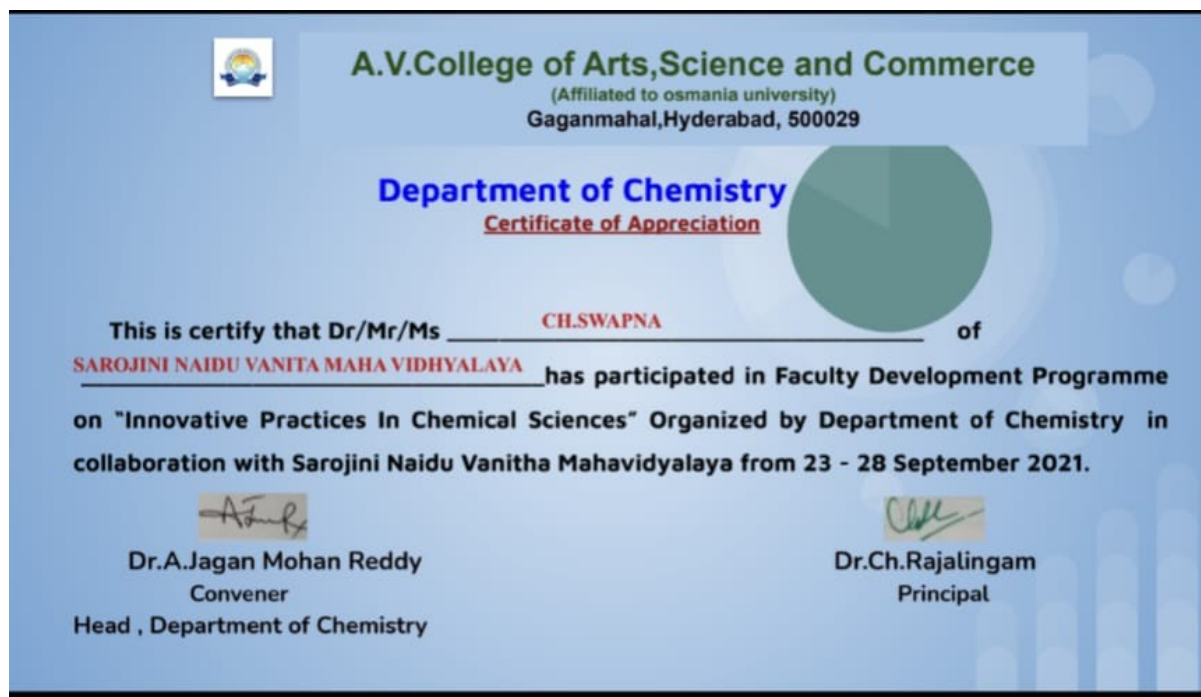 A.V.College of Arts,Science and Commerce
(Affiliated to osmania university)
Gaganmahal,Hyderabad, 500029
Department of Chemistry
Certificate of Appreciation
This is certify that Dr/Mr/Ms CH.SWAPNA of
SAROJINI NAIDU VANITA MAHA VIDHYALAYA has participated in Faculty Development Programme
on "Innovative Practices In Chemical Sciences" Organized by Department of Chemistry in
collaboration with Sarojini Naidu Vanitha Mahavidyalaya from 23 - 28 September 2021.
Dr.A.Jagan Mohan Reddy Dr.Ch.Rajalingam
Convener Principal
Head , Department of Chemistry